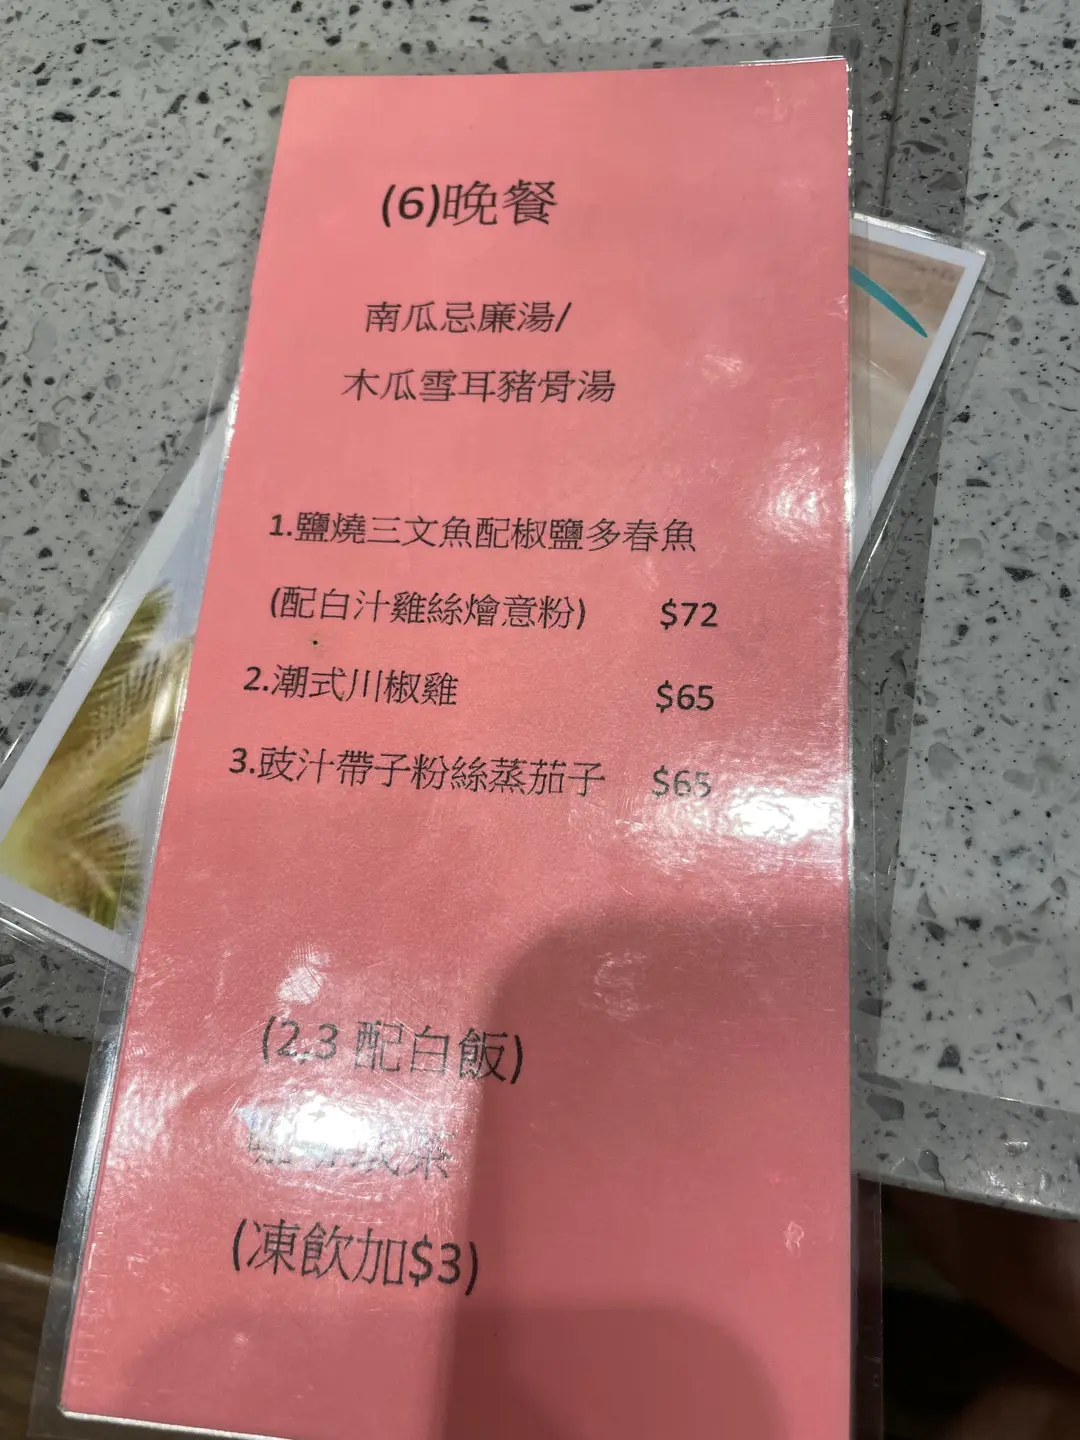 (6)晚餐
南瓜忌廉湯/
木瓜雪耳豬骨湯
1.鹽燒三文魚配椒鹽多春魚
(配白汁雞絲燴意粉) $72
2.潮式川椒雞 $65
3.豉汁帶子粉絲蒸茄子 $65
(2.3 配白飯)
(凍飲加$3)